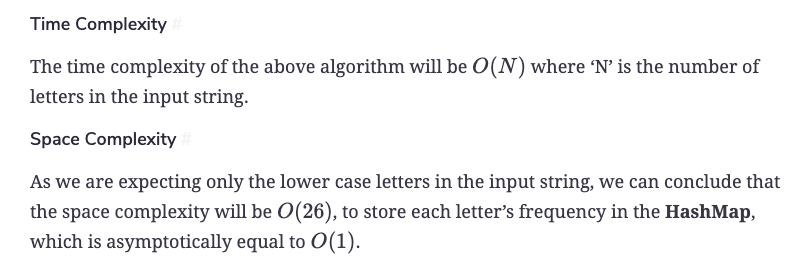 Time Complexity #
The time complexity of the above algorithm will be O(N) where ‘N’ is the number of
letters in the input string.
Space Complexity #
As we are expecting only the lower case letters in the input string, we can conclude that
the space complexity will be O(26), to store each letter’s frequency in the HashMap,
which is asymptotically equal to O(1).